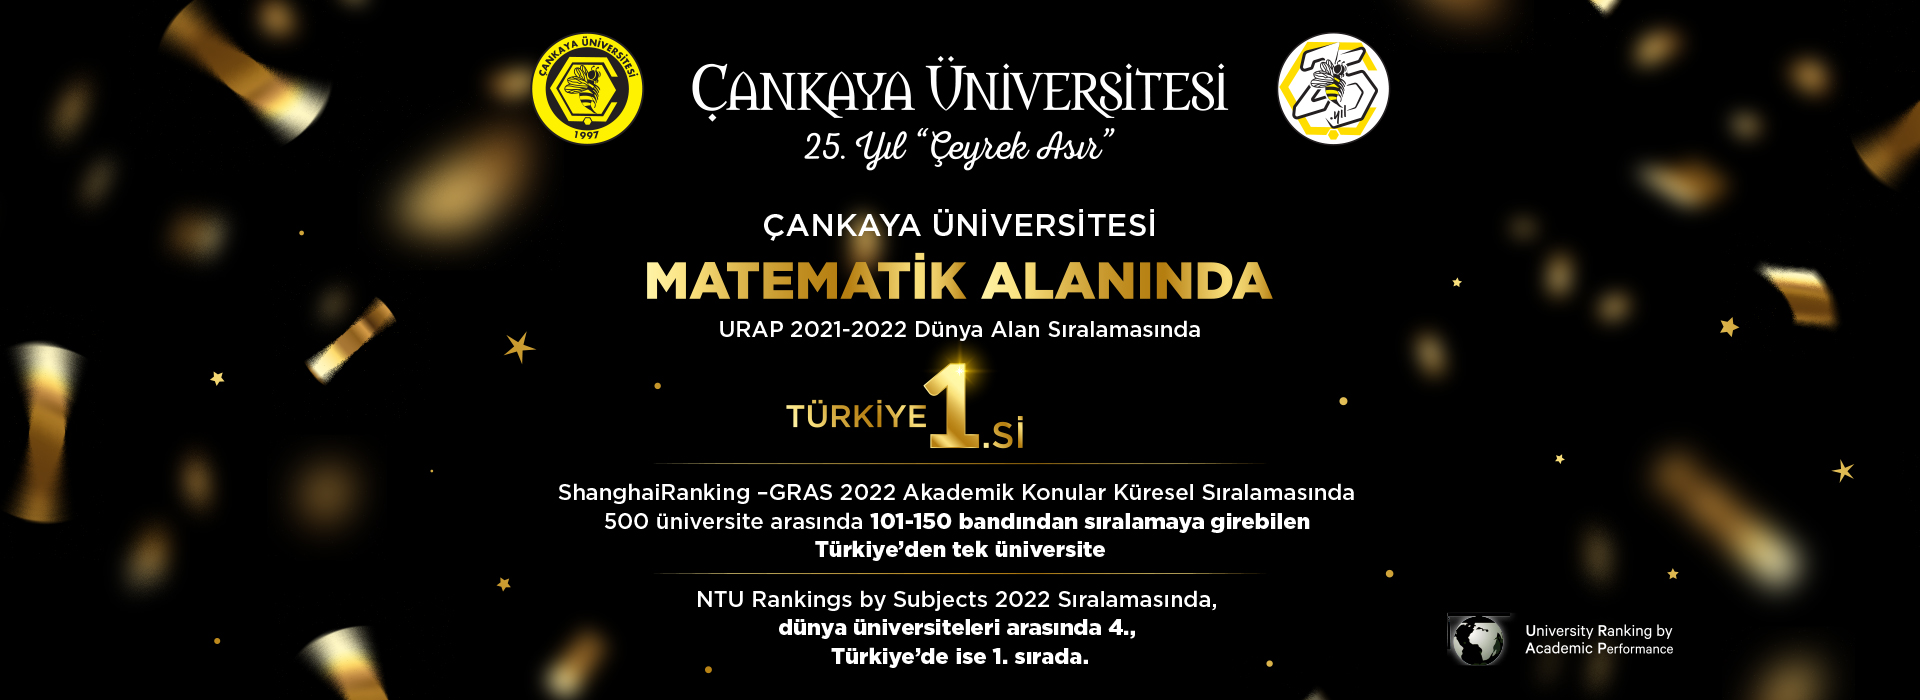 ÇANKAYA ÜNİVERSİTESİ
1997
ÇANKAYA ÜNİVERSİTESİ
25. Yıl “Çeyrek Asır”
25
.yıl
ÇANKAYA ÜNİVERSİTESİ
MATEMATİK ALANINDA
URAP 2021-2022 Dünya Alan Sıralamasında
TÜRKİYE 1.Sİ
ShanghaiRanking –GRAS 2022 Akademik Konular Küresel Sıralamasında
500 üniversite arasında 101-150 bandından sıralamaya girebilen
Türkiye’den tek üniversite
NTU Rankings by Subjects 2022 Sıralamasında,
dünya üniversiteleri arasında 4.,
Türkiye’de ise 1. sırada.
University Ranking by
Academic Performance